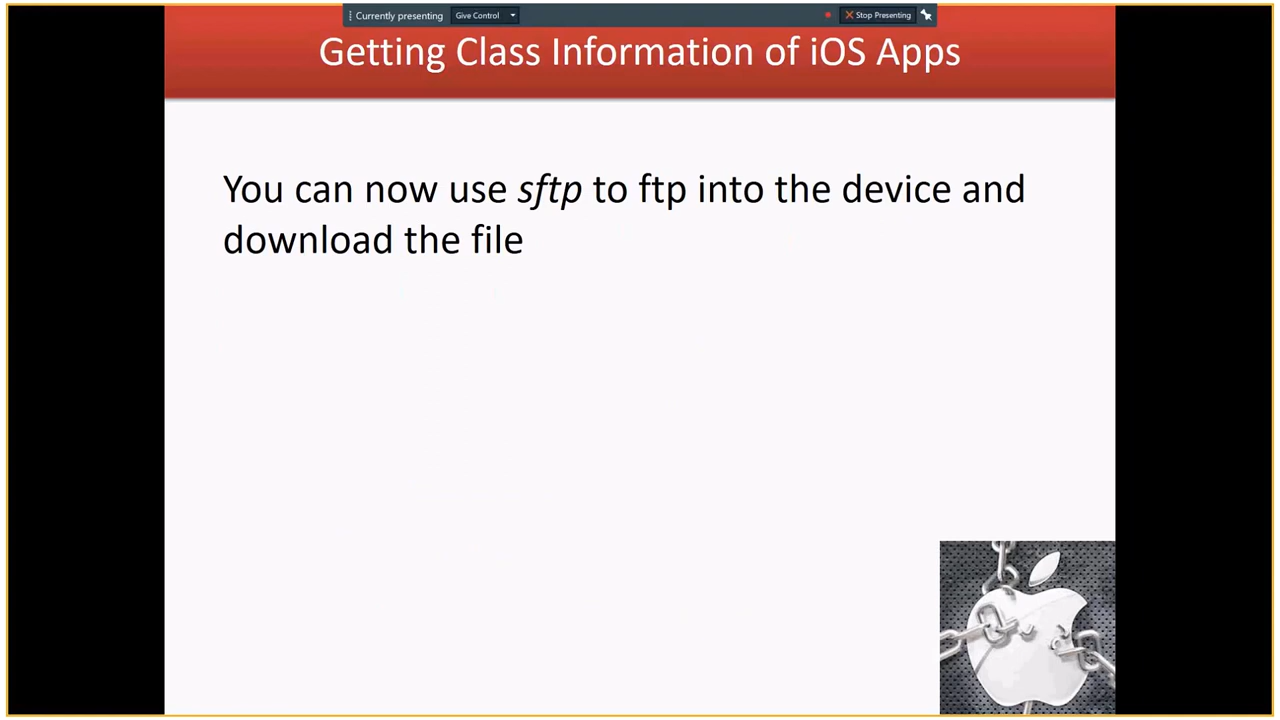 Currently presenting Give Control Stop Presenting
Getting Class Information of iOS Apps
You can now use sftp to ftp into the device and
download the file